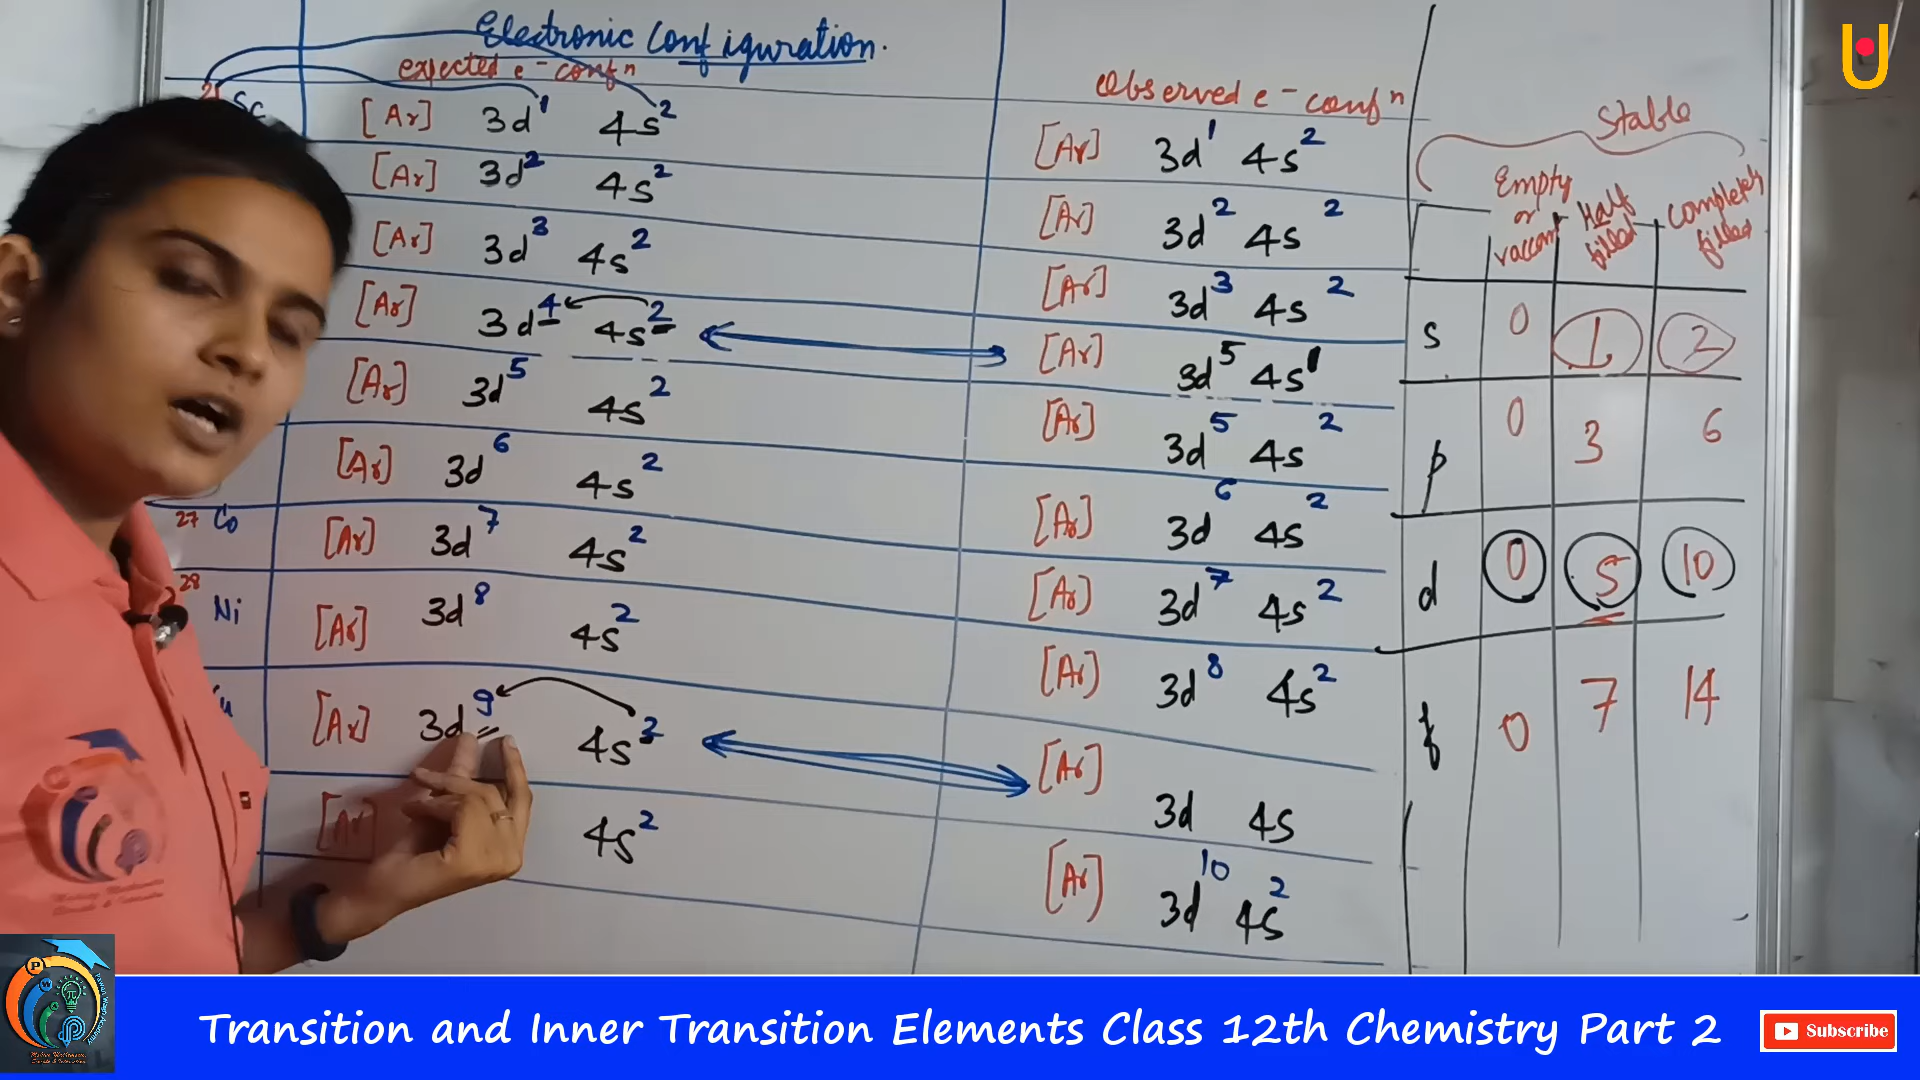 Electronic Configuration.
expected e- confn
observed e- confn
Stable
Empty or vaccant
Half filled
completely filled
21 Sc [Ar] 3d1 4s2 [Ar] 3d1 4s2
[Ar] 3d2 4s2 [Ar] 3d2 4s2
[Ar] 3d3 4s2 [Ar] 3d3 4s2
[Ar] 3d4 4s2 [Ar] 3d5 4s1
[Ar] 3d5 4s2 [Ar] 3d5 4s2
[Ar] 3d6 4s2 [Ar] 3d6 4s2
27 Co [Ar] 3d7 4s2 [Ar] 3d7 4s2
28 Ni [Ar] 3d8 4s2 [Ar] 3d8 4s2
[Ar] 3d9 4s2 [Ar] 3d 4s
[Ar] 4s2 [Ar] 3d10 4s2
s 0 1 2
p 0 3 6
d 0 5 10
f 0 7 14
Transition and Inner Transition Elements Class 12th Chemistry Part 2
Subscribe